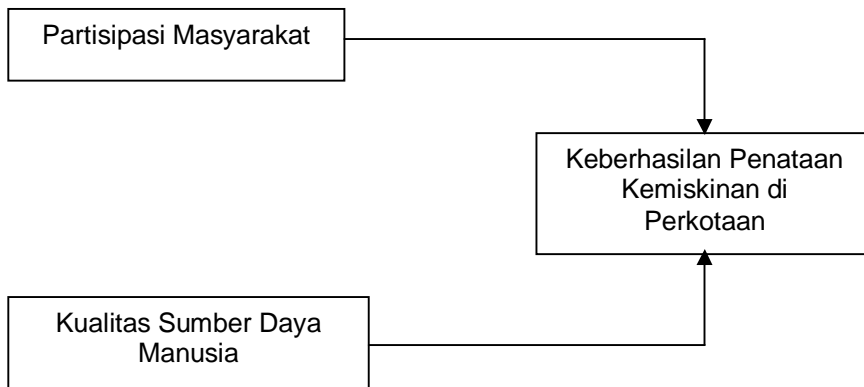 Partisipasi Masyarakat
Keberhasilan Penataan
Kemiskinan di
Perkotaan
Kualitas Sumber Daya
Manusia